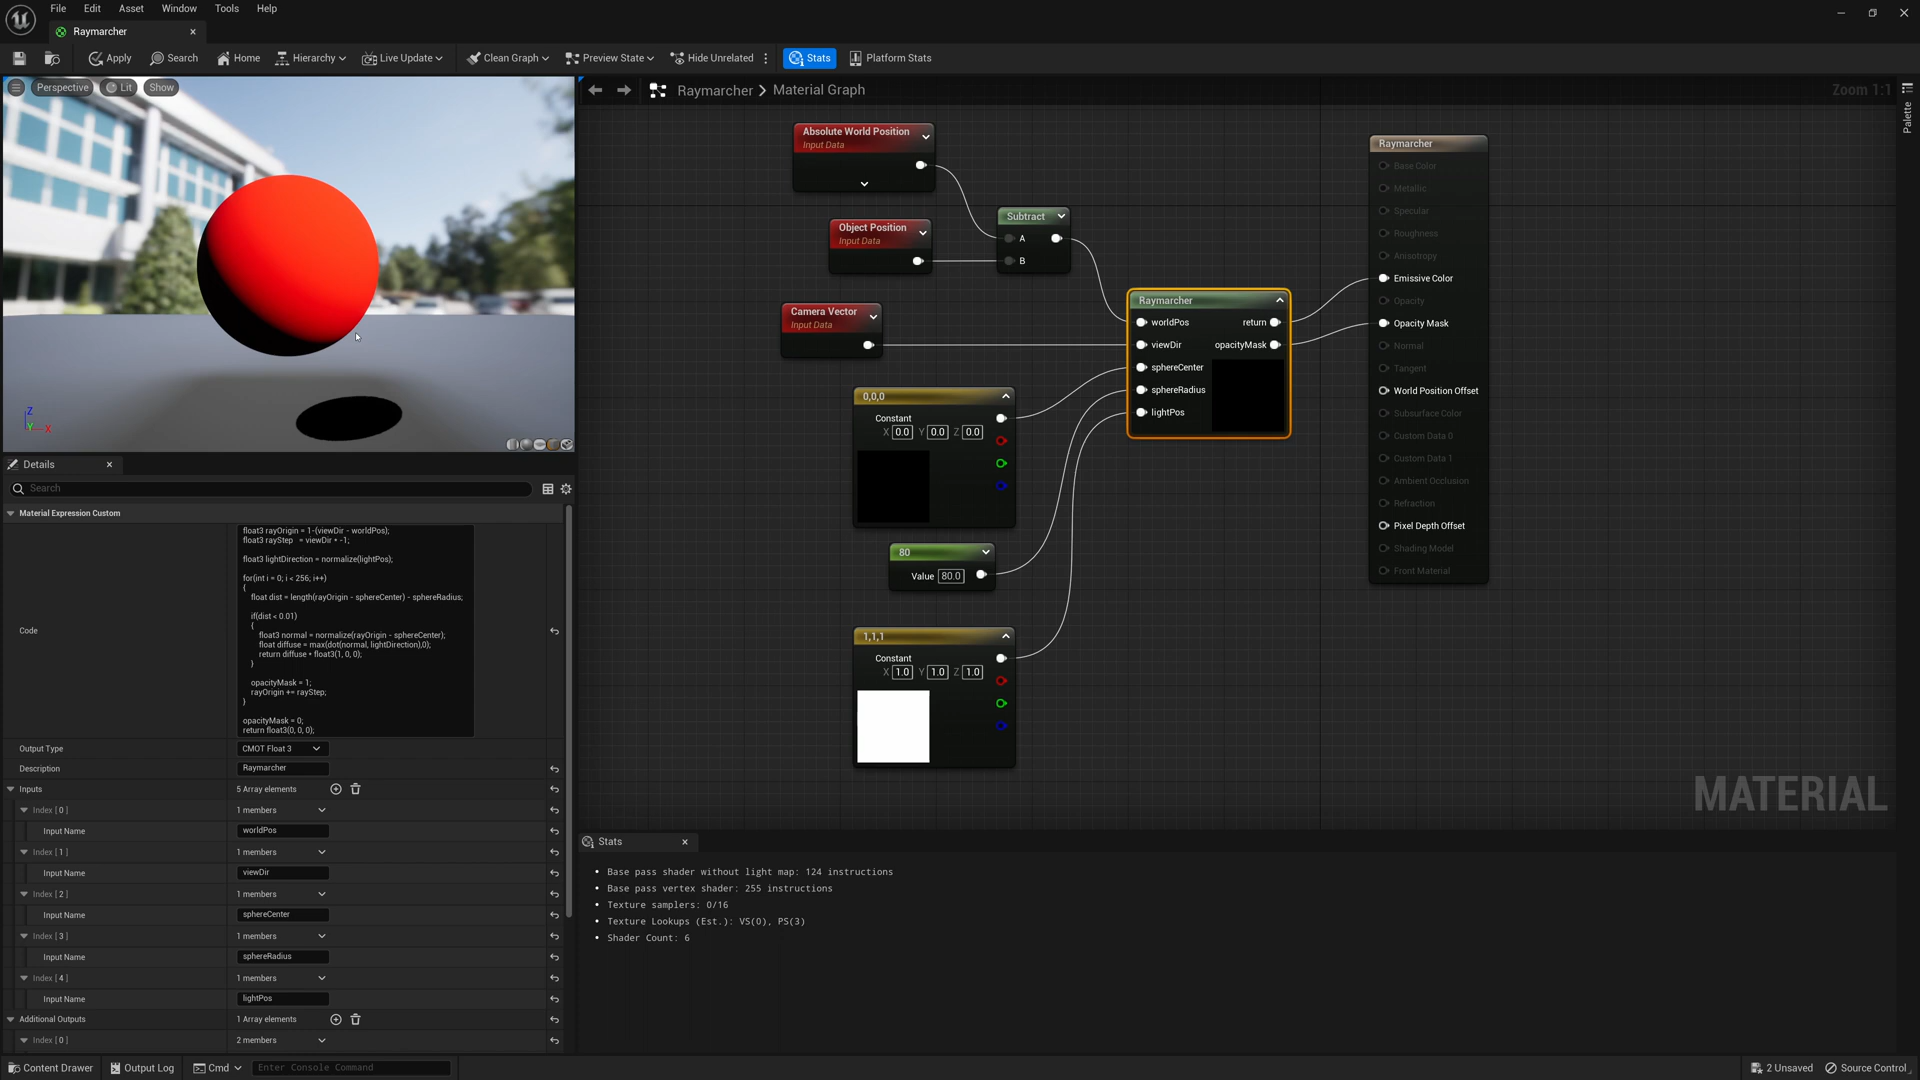 File Edit Asset Window Tools Help
Raymarcher
Apply Search Home Hierarchy Live Update Clean Graph Preview State Hide Unrelated Stats Platform Stats
Perspective Lit Show
Raymarcher > Material Graph
Zoom 1:1
Palette
Z
Y X
Absolute World Position
Input Data
Object Position
Input Data
Subtract
A
B
Camera Vector
Input Data
0,0,0
Constant
X 0.0 Y 0.0 Z 0.0
80
Value 80.0
1,1,1
Constant
X 1.0 Y 1.0 Z 1.0
Raymarcher
worldPos return
viewDir opacityMask
sphereCenter
sphereRadius
lightPos
Raymarcher
Base Color
Metallic
Specular
Roughness
Anisotropy
Emissive Color
Opacity
Opacity Mask
Normal
Tangent
World Position Offset
Subsurface Color
Custom Data 0
Custom Data 1
Ambient Occlusion
Refraction
Pixel Depth Offset
Shading Model
Front Material
MATERIAL
Details
Search
Material Expression Custom
Code
float3 rayOrigin = 1-(viewDir - worldPos);
float3 rayStep = viewDir * -1;
float3 lightDirection = normalize(lightPos);
for(int i = 0; i < 256; i++)
{
float dist = length(rayOrigin - sphereCenter) - sphereRadius;
if(dist < 0.01)
{
float3 normal = normalize(rayOrigin - sphereCenter);
float diffuse = max(dot(normal, lightDirection),0);
return diffuse * float3(1, 0, 0);
}
opacityMask = 1;
rayOrigin += rayStep;
}
opacityMask = 0;
return float3(0, 0, 0);
Output Type CMOT Float 3
Description Raymarcher
Inputs 5 Array elements
Index [ 0 ] 1 members
Input Name worldPos
Index [ 1 ] 1 members
Input Name viewDir
Index [ 2 ] 1 members
Input Name sphereCenter
Index [ 3 ] 1 members
Input Name sphereRadius
Index [ 4 ] 1 members
Input Name lightPos
Additional Outputs 1 Array elements
Index [ 0 ] 2 members
Stats
• Base pass shader without light map: 124 instructions
• Base pass vertex shader: 255 instructions
• Texture samplers: 0/16
• Texture Lookups (Est.): VS(0), PS(3)
• Shader Count: 6
Content Drawer Output Log Cmd Enter Console Command 2 Unsaved Source Control